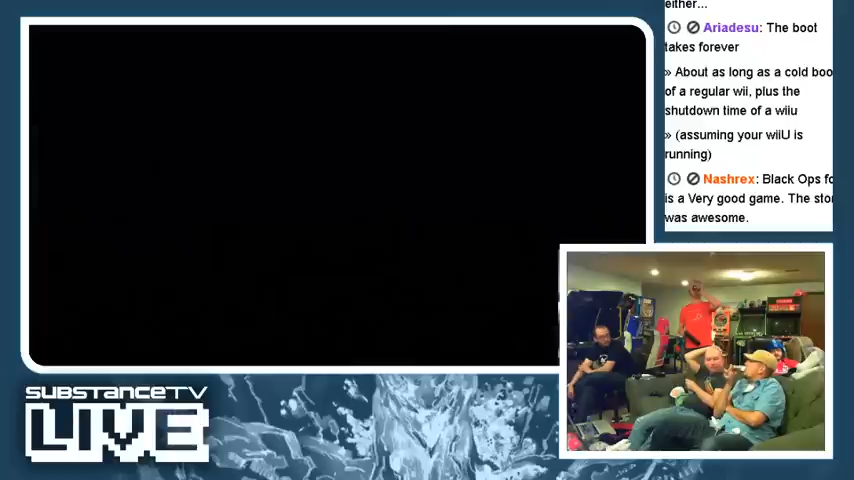 either...
Ariadesu: The boot
takes forever
» About as long as a cold boo
of a regular wii, plus the
shutdown time of a wiiu
» (assuming your wiiU is
running)
Nashrex: Black Ops fo
is a Very good game. The stor
was awesome.
SUBSTANCETV
LIVE